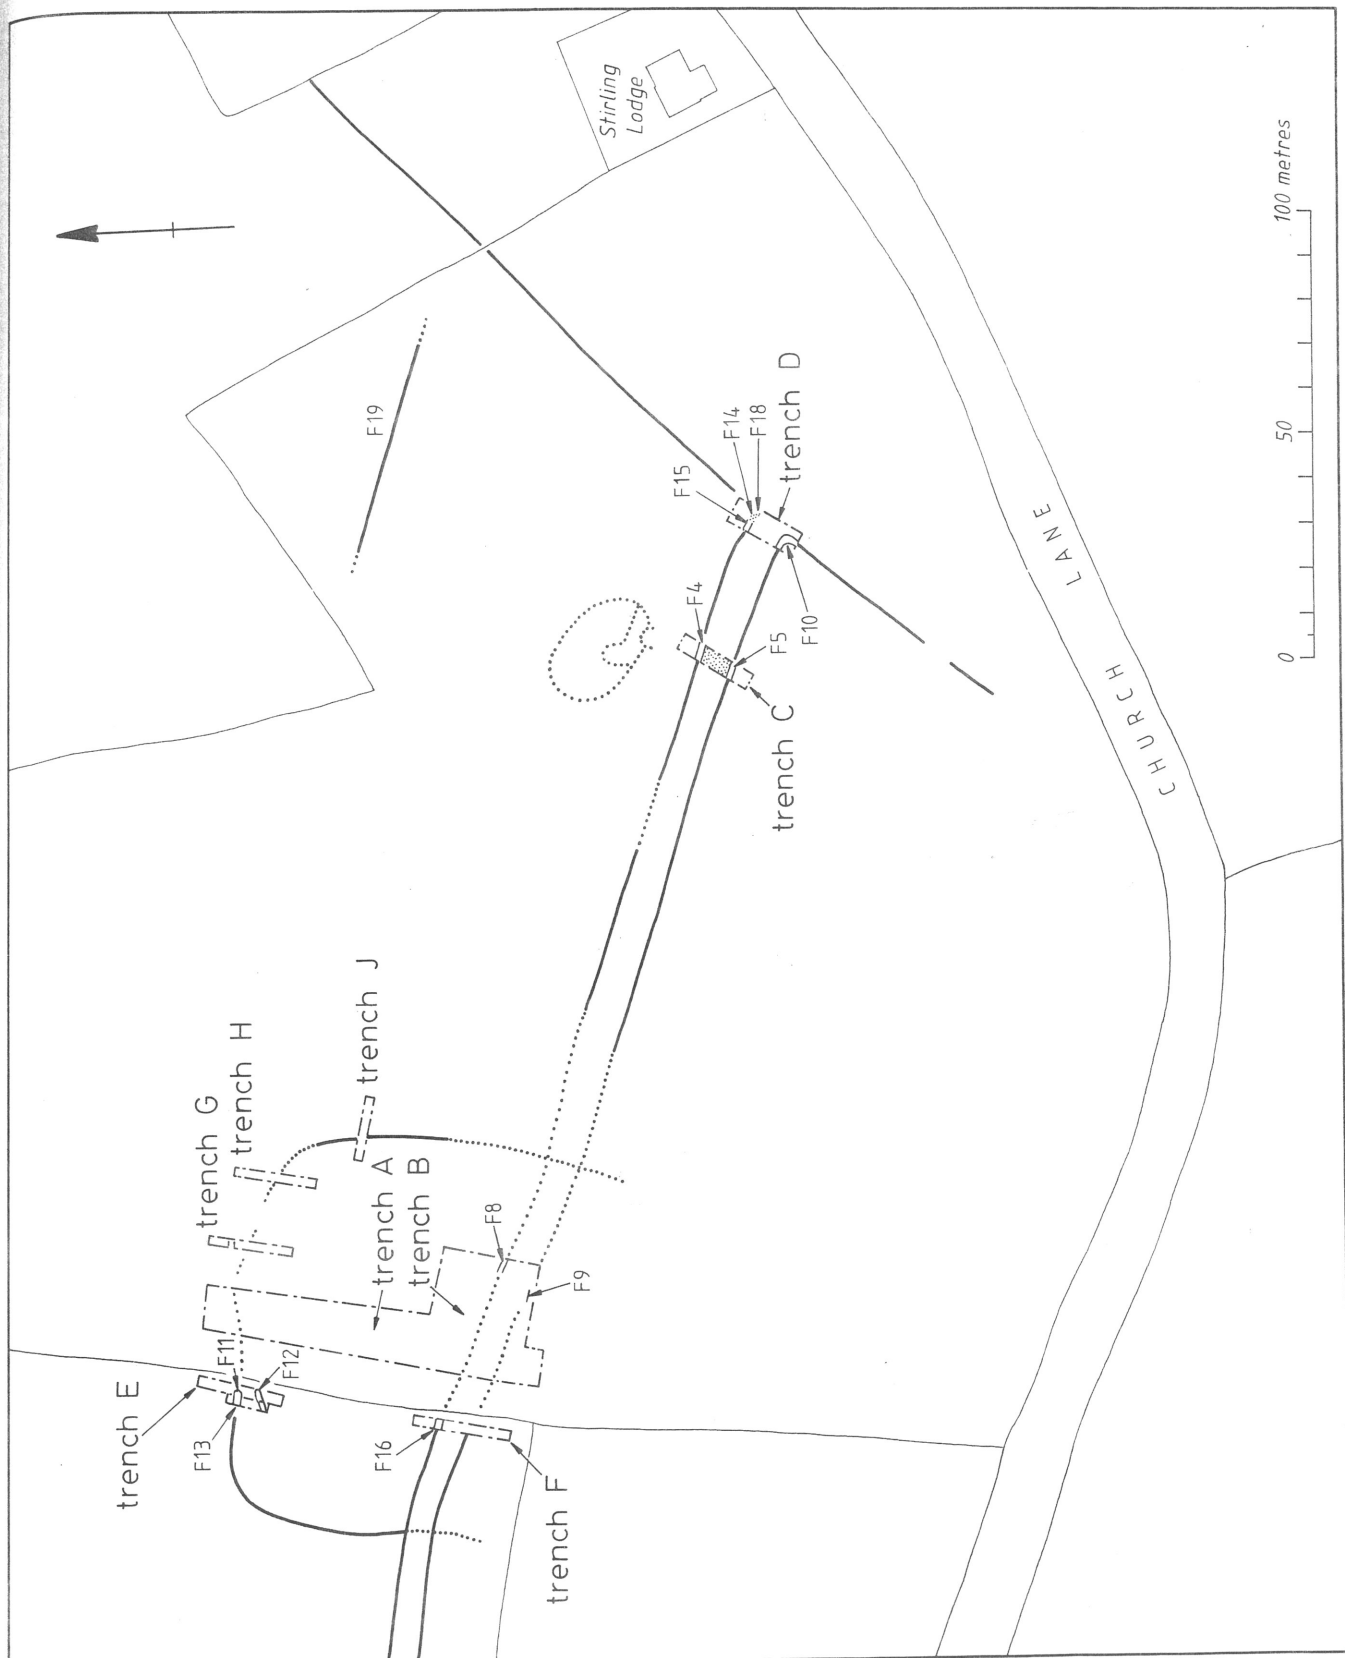 Stirling
Lodge
F19
F14
F18
F15
trench D
F4
F5
F10
trench C
CHURCH LANE
0 50 100 metres
trench J
trench H
trench G
trench A
trench B
F8
F9
F11
F12
trench E
F13
F16
trench F